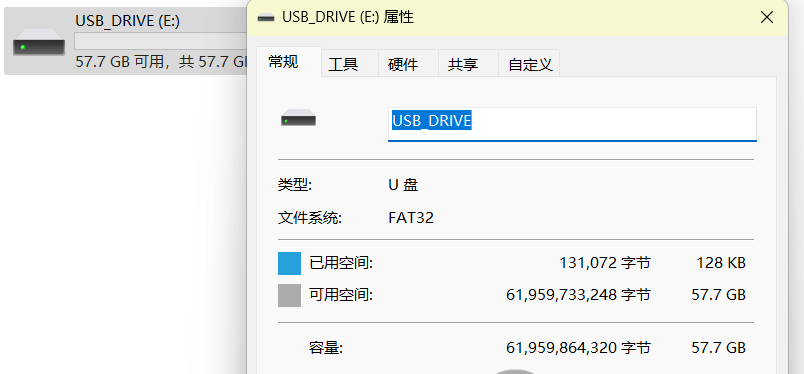 USB_DRIVE (E:)
57.7 GB 可用，共 57.7 GB
USB_DRIVE (E:) 属性
常规 工具 硬件 共享 自定义
USB_DRIVE
类型: U 盘
文件系统: FAT32
已用空间: 131,072 字节 128 KB
可用空间: 61,959,733,248 字节 57.7 GB
容量: 61,959,864,320 字节 57.7 GB